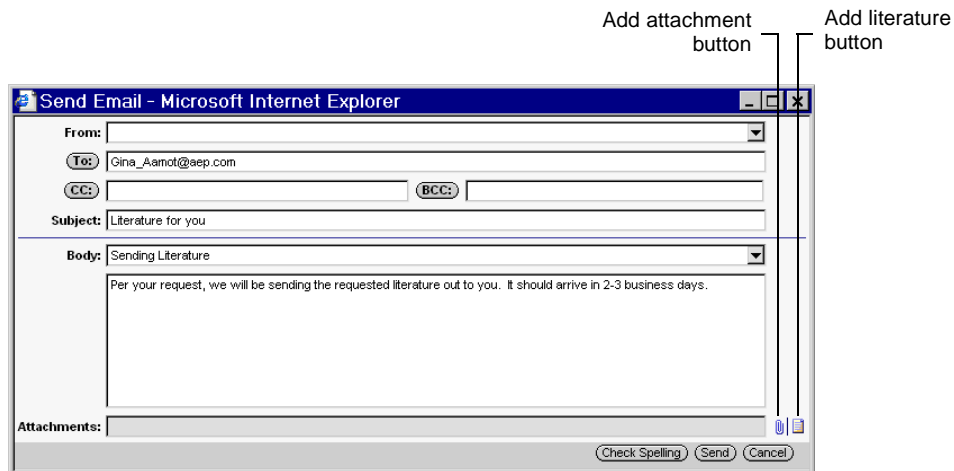 Add attachment button
Add literature button
Send Email - Microsoft Internet Explorer
From:
To: Gina_Aamot@aep.com
CC: BCC:
Subject: Literature for you
Body: Sending Literature
Per your request, we will be sending the requested literature out to you. It should arrive in 2-3 business days.
Attachments:
Check Spelling Send Cancel